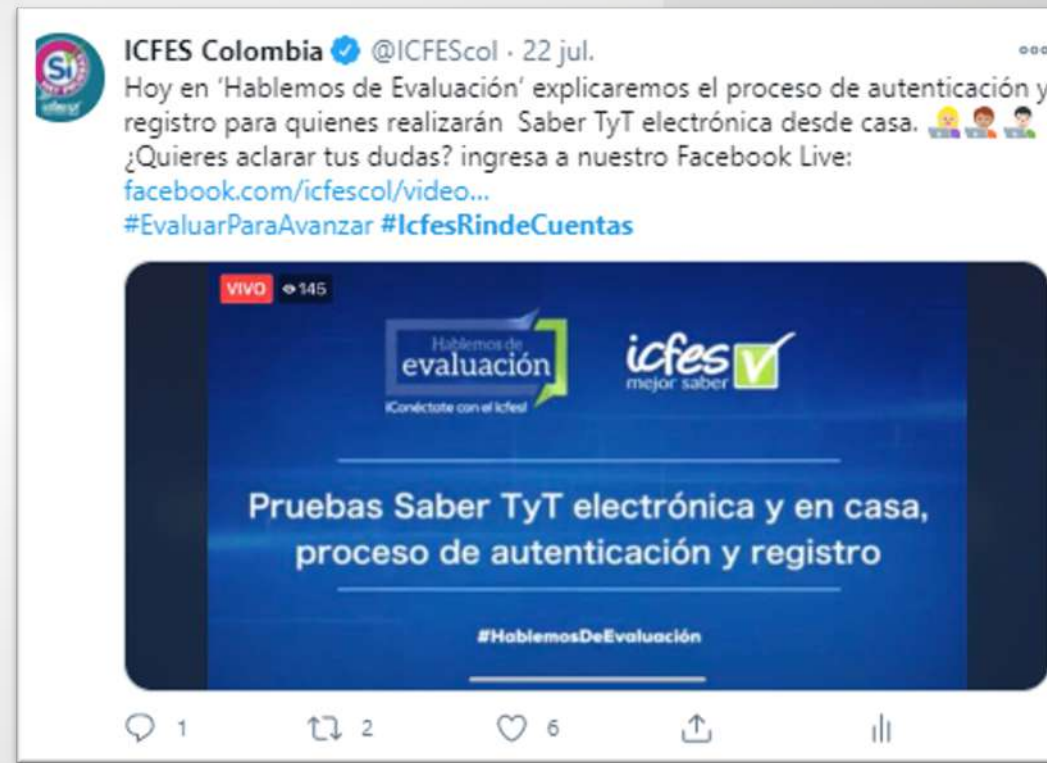 ICFES Colombia @ICFEScol · 22 jul.
Hoy en ‘Hablemos de Evaluación’ explicaremos el proceso de autenticación y
registro para quienes realizarán Saber TyT electrónica desde casa.
¿Quieres aclarar tus dudas? ingresa a nuestro Facebook Live:
facebook.com/icfescol/video...
#EvaluarParaAvanzar #IcfesRindeCuentas
VIVO 145
Hablemos de
evaluación
¡Conéctate con el Icfes!
icfes
mejor saber
Pruebas Saber TyT electrónica y en casa,
proceso de autenticación y registro
#HablemosDeEvaluación
1 2 6